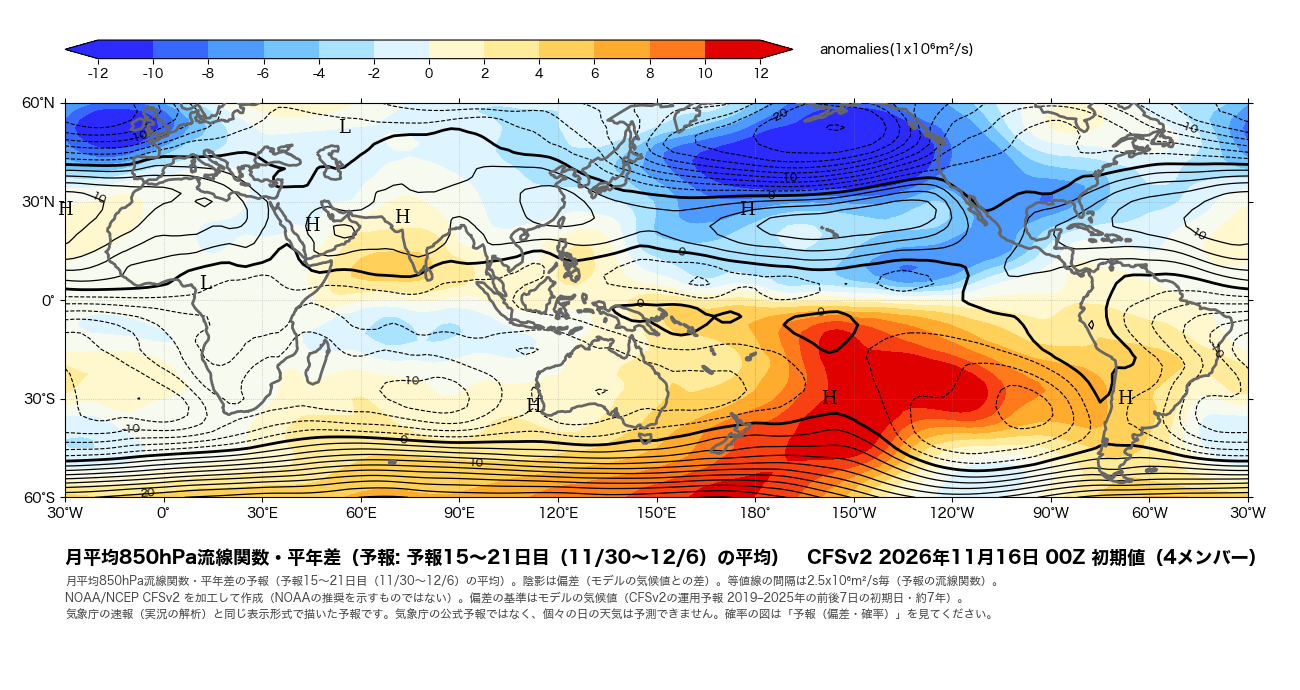 anomalies(1x10⁶m²/s)
-12 -10 -8 -6 -4 -2 0 2 4 6 8 10 12
60°N
30°N
0°
30°S
60°S
30°W 0° 30°E 60°E 90°E 120°E 150°E 180° 150°W 120°W 90°W 60°W 30°W
L
H H H H
L
H H H
-20
-10
10
10
0
0
10
0
0
-10
-10
-10
0
10
20
月平均850hPa流線関数・平年差（予報: 予報15〜21日目（11/30〜12/6）の平均） CFSv2 2026年11月16日 00Z 初期値（4メンバー）
月平均850hPa流線関数・平年差の予報（予報15〜21日目（11/30〜12/6）の平均）。陰影は偏差（モデルの気候値との差）。等値線の間隔は2.5x10⁶m²/s毎（予報の流線関数）。
NOAA/NCEP CFSv2 を加工して作成（NOAAの推奨を示すものではない）。偏差の基準はモデルの気候値（CFSv2の運用予報 2019–2025年の前後7日の初期日・約7年）。
気象庁の速報（実況の解析）と同じ表示形式で描いた予報です。気象庁の公式予報ではなく、個々の日の天気は予測できません。確率の図は「予報（偏差・確率）」を見てください。